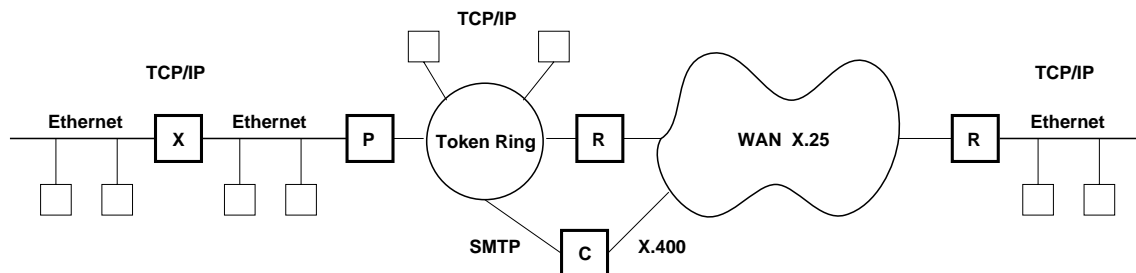 TCP/IP
TCP/IP
TCP/IP
Ethernet
X
Ethernet
P
Token Ring
R
WAN X.25
R
Ethernet
SMTP
C
X.400